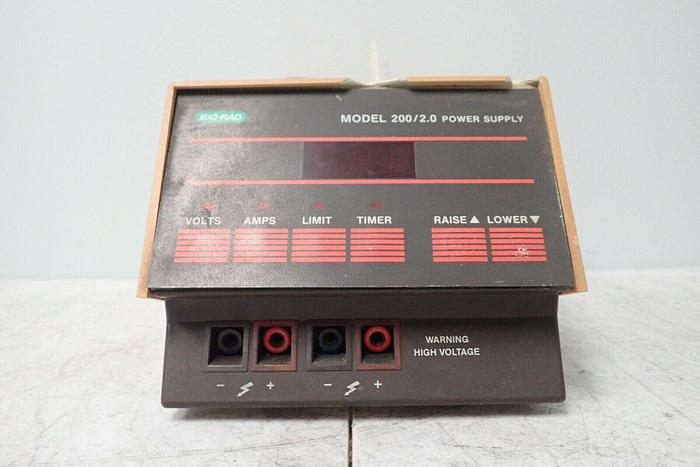 BIO-RAD
MODEL 200/2.0 POWER SUPPLY
VOLTS AMPS LIMIT TIMER RAISE ▲ LOWER ▼
WARNING
HIGH VOLTAGE
− + − +